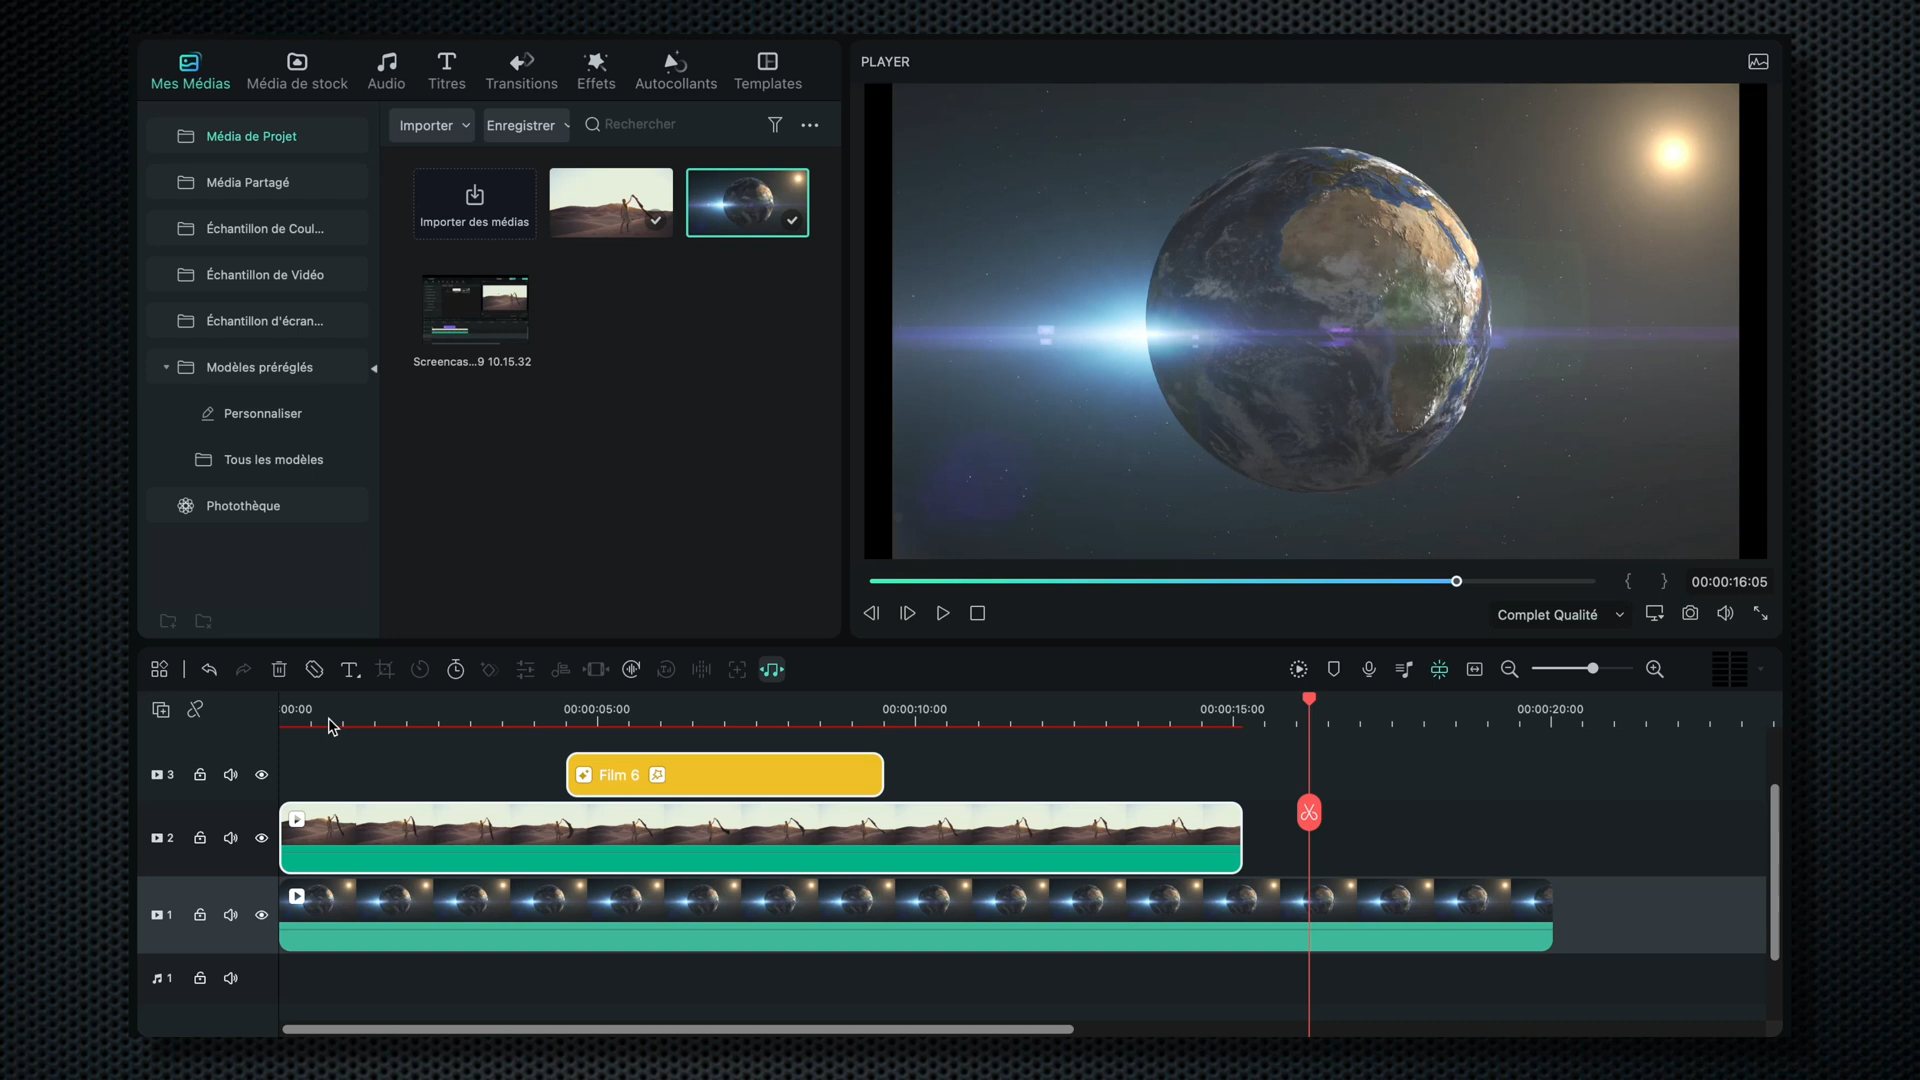 Mes Médias
Média de stock
Audio
Titres
Transitions
Effets
Autocollants
Templates
Média de Projet
Média Partagé
Échantillon de Coul...
Échantillon de Vidéo
Échantillon d'écran...
Modèles préréglés
Personnaliser
Tous les modèles
Photothèque
Importer
Enregistrer
Rechercher
Importer des médias
Screencas...9 10.15.32
PLAYER
00:00:16:05
Complet Qualité
:00:00
00:00:05:00
00:00:10:00
00:00:15:00
00:00:20:00
3
Film 6
2
1
1